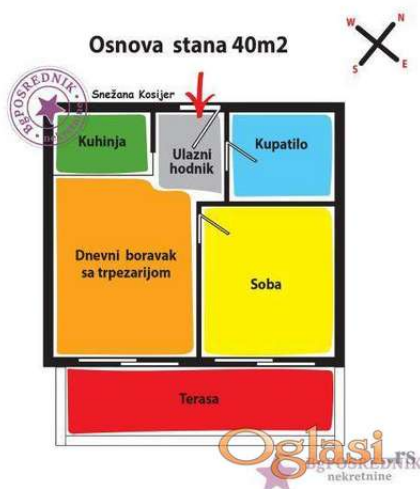 Osnova stana 40m2
W N
S E
BgPOSREDNIK
nekretnine
Snežana Kosijer
Kuhinja
Ulazni
hodnik
Kupatilo
Dnevni boravak
sa trpezarijom
Soba
Terasa
Oglasi.rs
BgPOSREDNIK
nekretnine